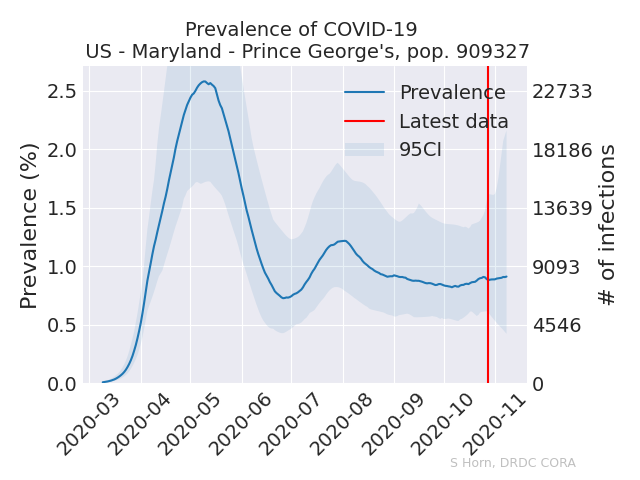 Prevalence of COVID-19
US - Maryland - Prince George's, pop. 909327
Prevalence (%)
2.5
2.0
1.5
1.0
0.5
0.0
Prevalence
Latest data
95CI
22733
18186
13639
9093
4546
0
# of infections
2020-03
2020-04
2020-05
2020-06
2020-07
2020-08
2020-09
2020-10
2020-11
S Horn, DRDC CORA